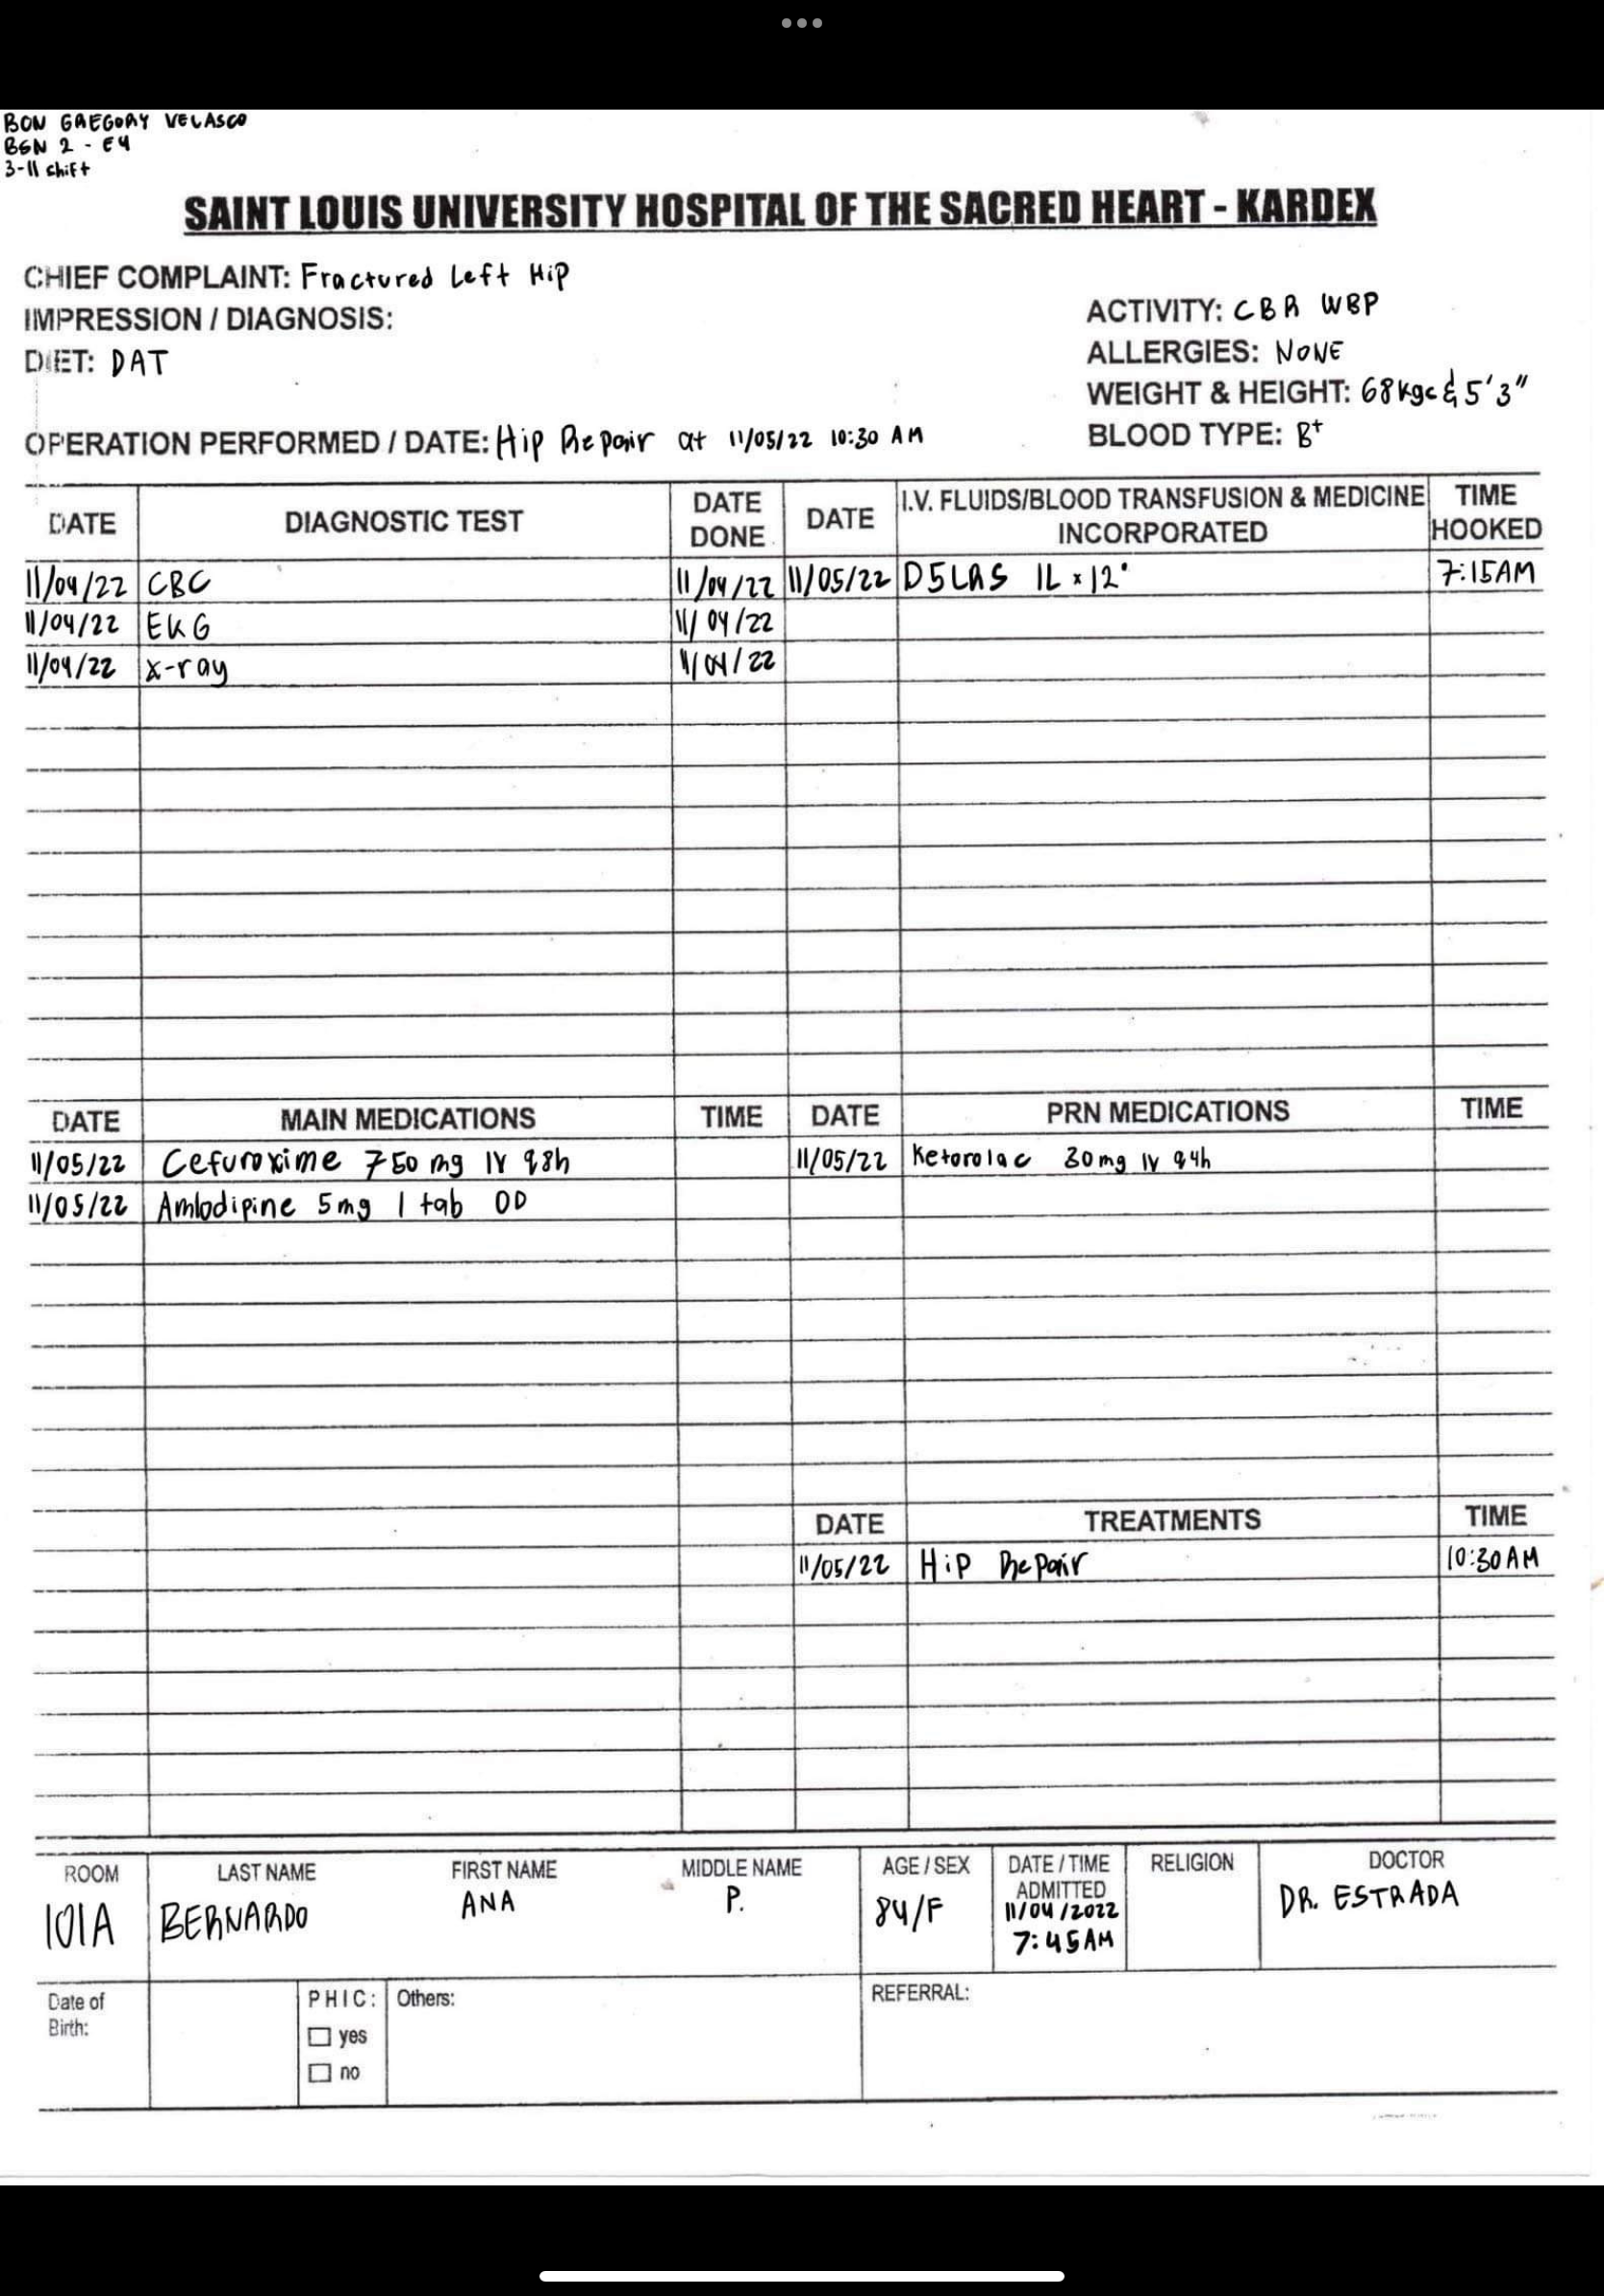 BON GREGORY VELASCO
BSN 2 - E4
3-11 shift
SAINT LOUIS UNIVERSITY HOSPITAL OF THE SACRED HEART - KARDEX
CHIEF COMPLAINT: Fractured Left Hip
IMPRESSION / DIAGNOSIS:
DIET: DAT
ACTIVITY: CBR WBP
ALLERGIES: NONE
WEIGHT & HEIGHT: 68kgs & 5'3"
BLOOD TYPE: B+
OPERATION PERFORMED / DATE: Hip Repair at 11/05/22 10:30 AM
DATE DIAGNOSTIC TEST DATE DONE DATE I.V. FLUIDS/BLOOD TRANSFUSION & MEDICINE INCORPORATED TIME HOOKED
11/04/22 CBC 11/04/22 11/05/22 D5LRS 1L x 12° 7:15AM
11/04/22 EKG 11/04/22
11/04/22 x-ray 11/04/22
DATE MAIN MEDICATIONS TIME DATE PRN MEDICATIONS TIME
11/05/22 Cefuroxime 750 mg IV q8h 11/05/22 Ketorolac 30mg IV q4h
11/05/22 Amlodipine 5mg 1 tab OD
DATE TREATMENTS TIME
11/05/22 Hip Repair 10:30AM
ROOM LAST NAME FIRST NAME MIDDLE NAME AGE / SEX DATE / TIME ADMITTED RELIGION DOCTOR
101A BERNARDO ANA P. 84/F 11/04/2022 7:45AM DR. ESTRADA
Date of Birth: PHIC: Others: REFERRAL:
yes
no